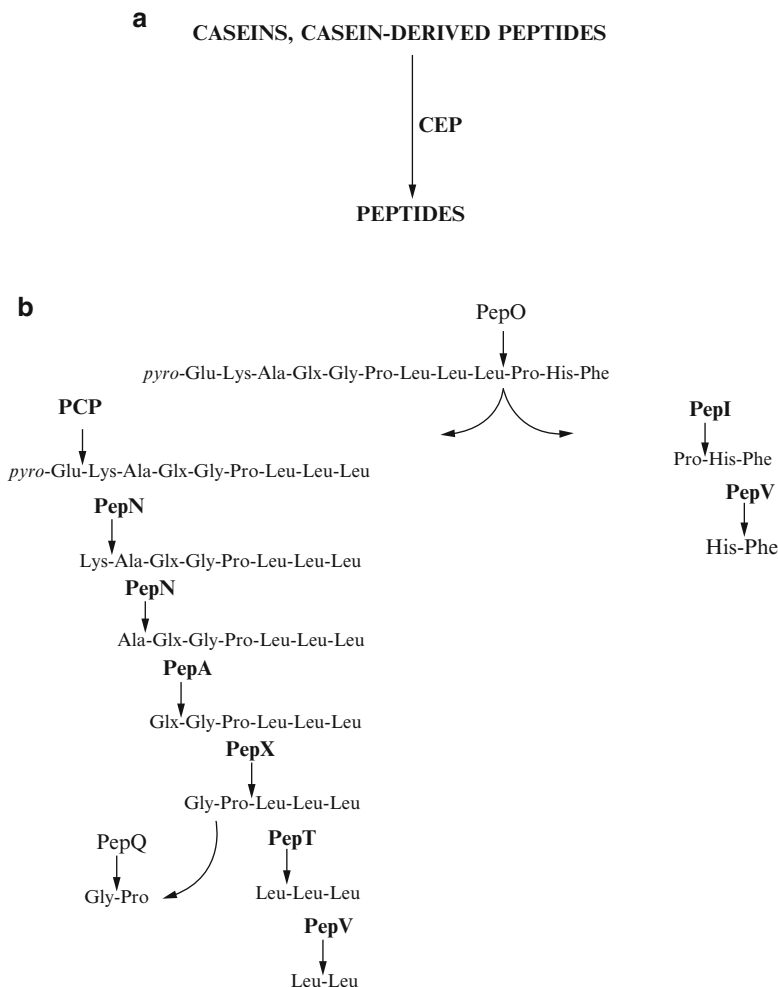 a
CASEINS, CASEIN-DERIVED PEPTIDES
CEP
PEPTIDES
b
PepO
pyro-Glu-Lys-Ala-Glx-Gly-Pro-Leu-Leu-Leu-Pro-His-Phe
PCP
pyro-Glu-Lys-Ala-Glx-Gly-Pro-Leu-Leu-Leu
PepN
Lys-Ala-Glx-Gly-Pro-Leu-Leu-Leu
PepN
Ala-Glx-Gly-Pro-Leu-Leu-Leu
PepA
Glx-Gly-Pro-Leu-Leu-Leu
PepX
Gly-Pro-Leu-Leu-Leu
PepQ
Gly-Pro
PepT
Leu-Leu-Leu
PepV
Leu-Leu
PepI
Pro-His-Phe
PepV
His-Phe